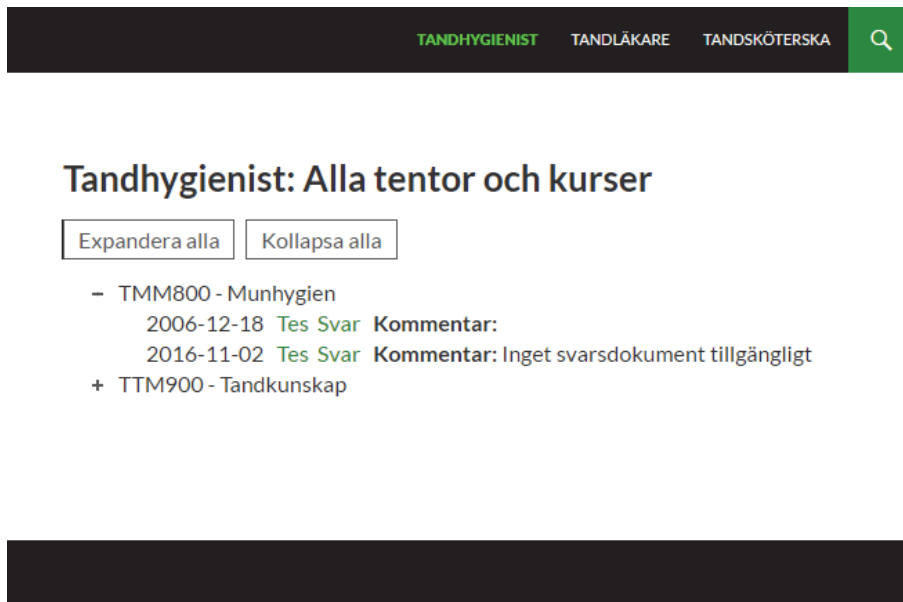 TANDHYGIENIST TANDLÄKARE TANDSKÖTERSKA
Tandhygienist: Alla tentor och kurser
Expandera alla Kollapsa alla
− TMM800 - Munhygien
2006-12-18 Tes Svar Kommentar:
2016-11-02 Tes Svar Kommentar: Inget svarsdokument tillgängligt
+ TTM900 - Tandkunskap